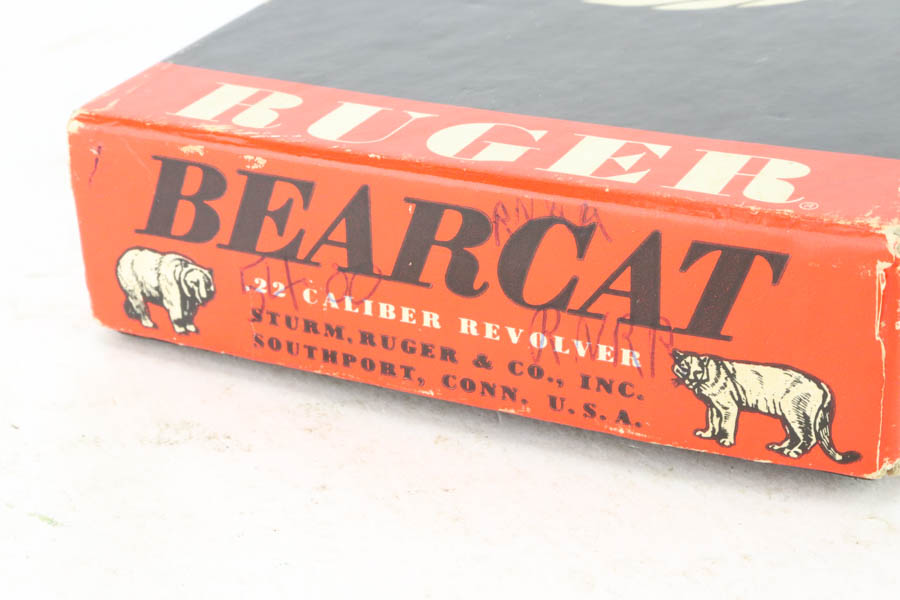 RUGER®
BEARCAT
.22 CALIBER REVOLVER
STURM, RUGER & CO., INC.
SOUTHPORT, CONN. U.S.A.